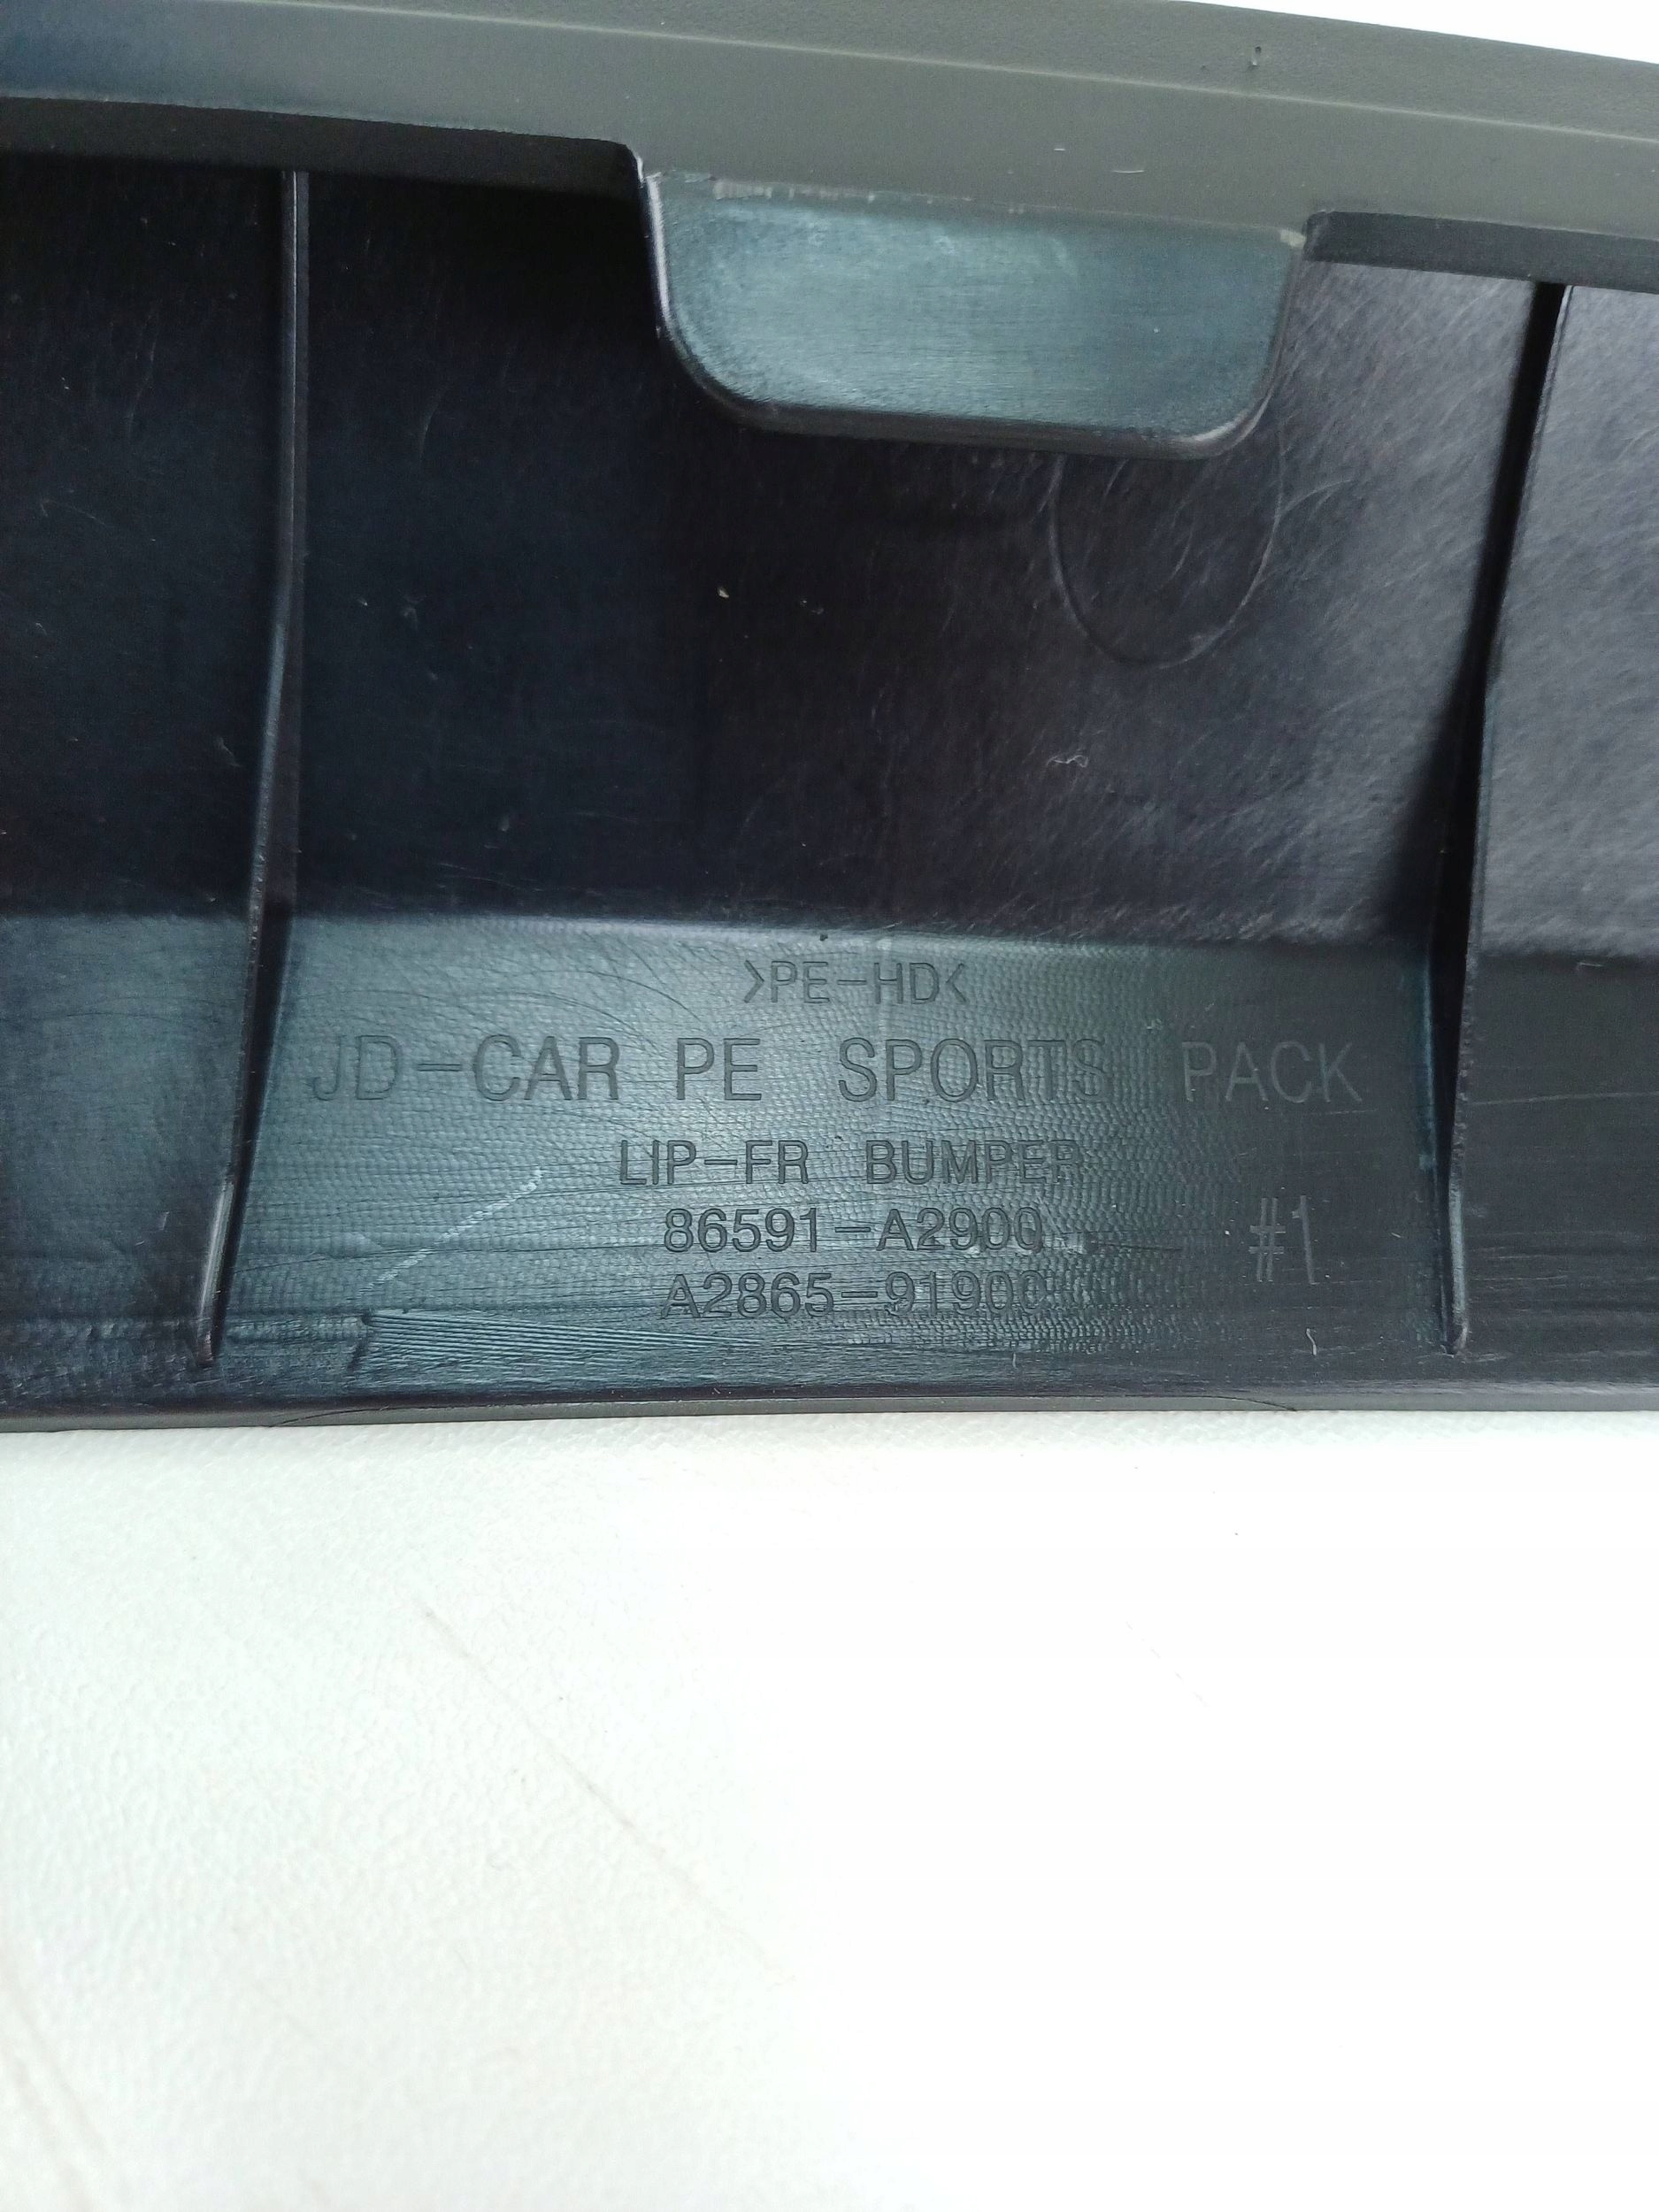 >PE-HD<
JD-CAR PE SPORTS PACK
LIP-FR BUMPER
86591-A2900
#1
A2865-91900